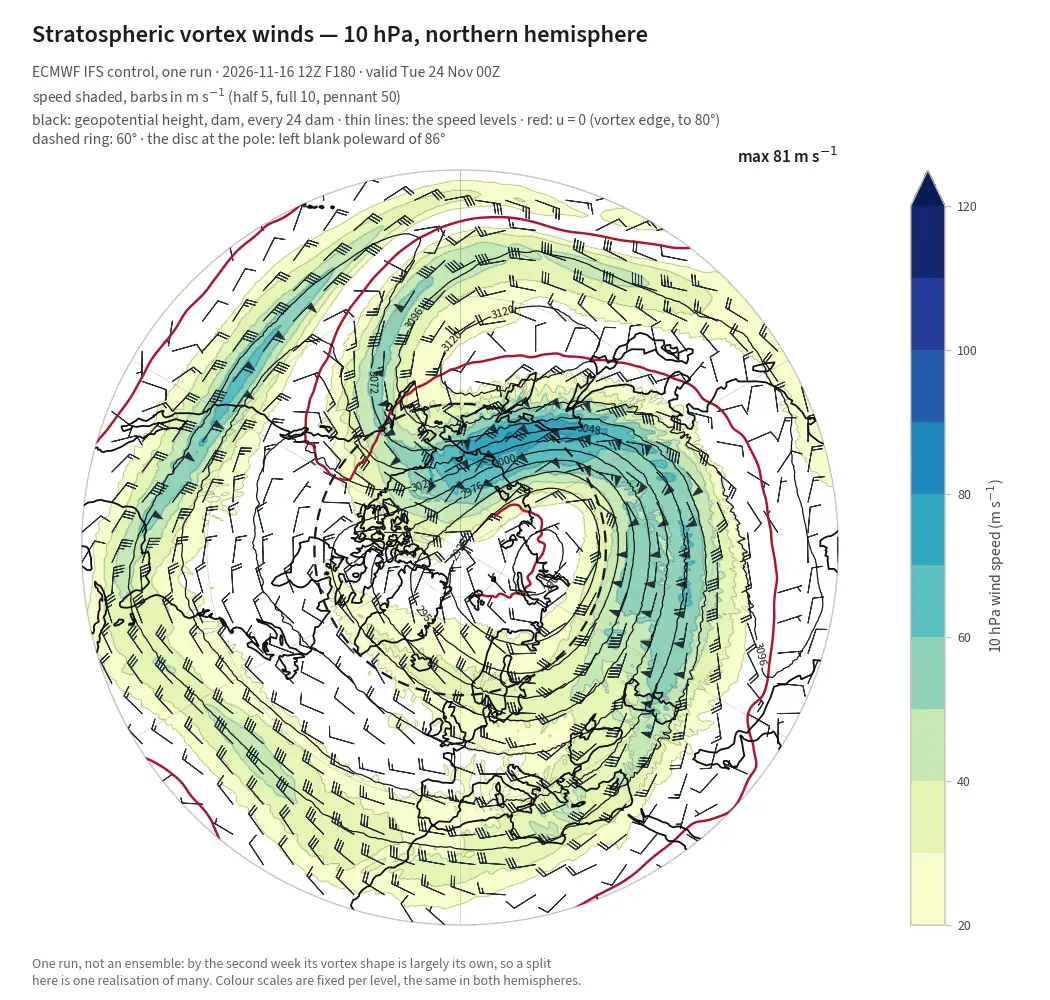 Stratospheric vortex winds — 10 hPa, northern hemisphere
ECMWF IFS control, one run · 2026-11-16 12Z F180 · valid Tue 24 Nov 00Z
speed shaded, barbs in m s⁻¹ (half 5, full 10, pennant 50)
black: geopotential height, dam, every 24 dam · thin lines: the speed levels · red: u = 0 (vortex edge, to 80°)
dashed ring: 60° · the disc at the pole: left blank poleward of 86°
max 81 m s⁻¹
120
100
80
60
40
20
10 hPa wind speed (m s⁻¹)
3096
3120
3120
3048
2976
3096
One run, not an ensemble: by the second week its vortex shape is largely its own, so a split
here is one realisation of many. Colour scales are fixed per level, the same in both hemispheres.